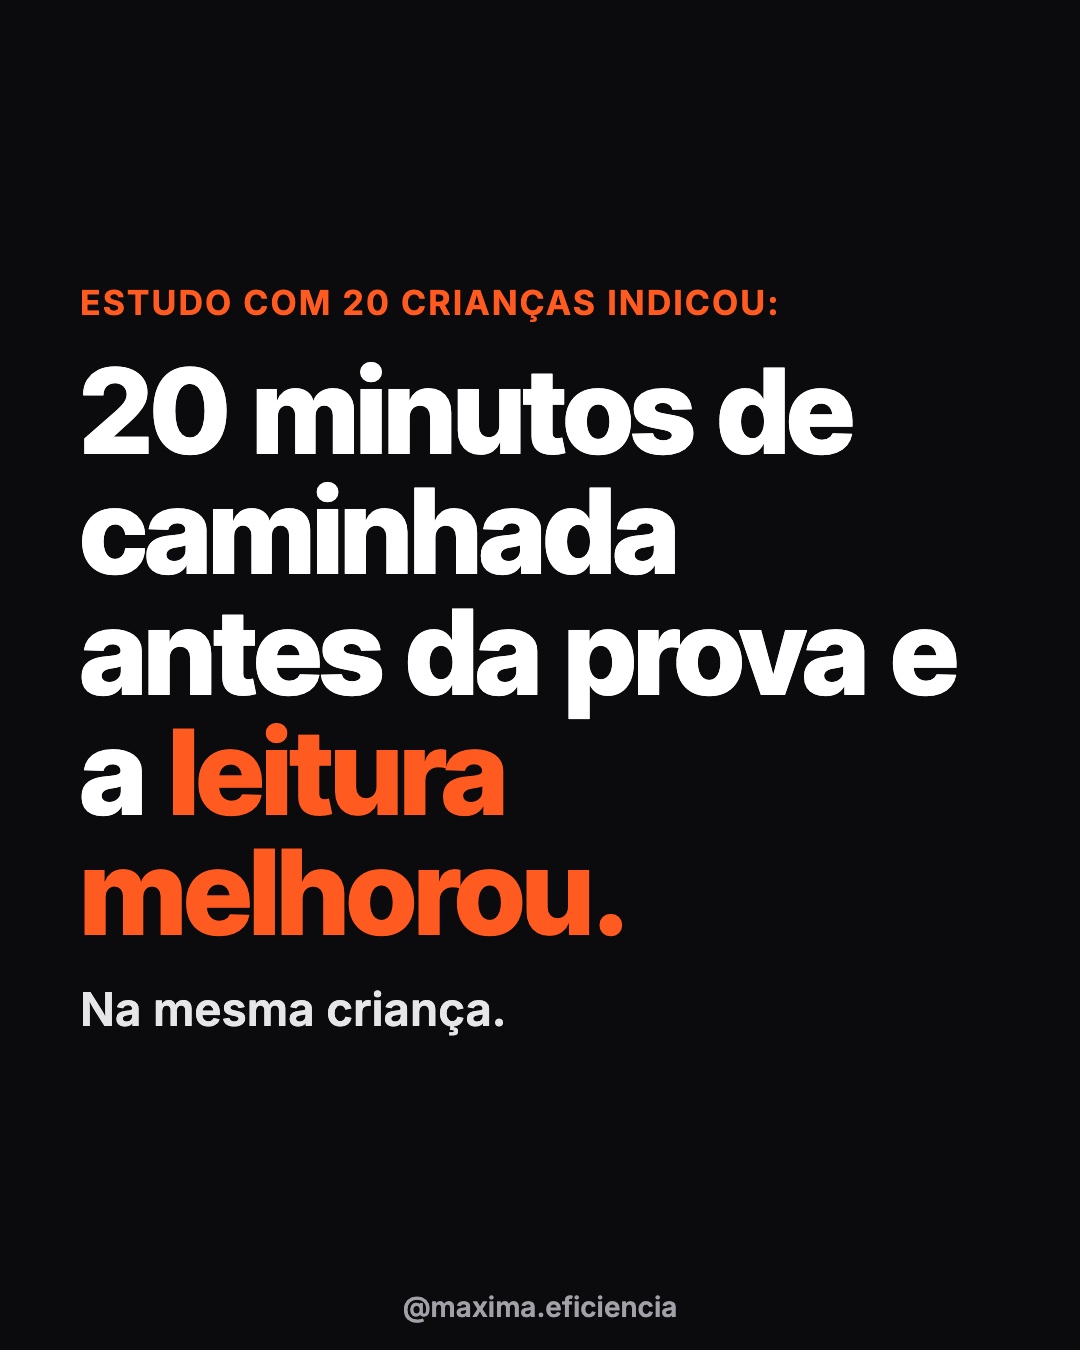 ESTUDO COM 20 CRIANÇAS INDICOU:
20 minutos de
caminhada
antes da prova e
a leitura
melhorou.
Na mesma criança.
@maxima.eficiencia